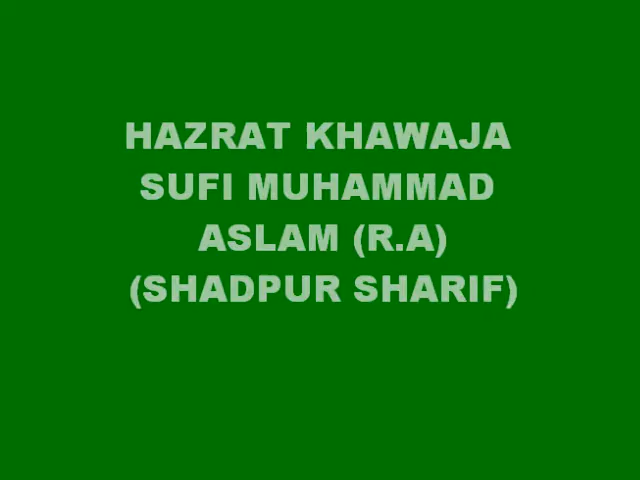 HAZRAT KHAWAJA
SUFI MUHAMMAD
ASLAM (R.A)
(SHADPUR SHARIF)